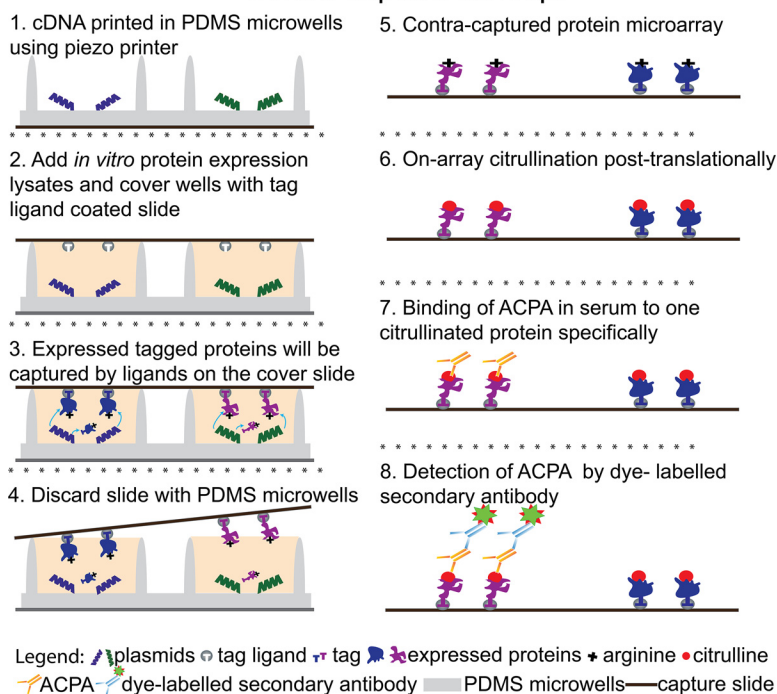 1. cDNA printed in PDMS microwells
using piezo printer
2. Add in vitro protein expression
lysates and cover wells with tag
ligand coated slide
3. Expressed tagged proteins will be
captured by ligands on the cover slide
4. Discard slide with PDMS microwells
5. Contra-captured protein microarray
6. On-array citrullination post-translationally
7. Binding of ACPA in serum to one
citrullinated protein specifically
8. Detection of ACPA by dye- labelled
secondary antibody
Legend: plasmids tag ligand TT tag expressed proteins arginine citrulline
ACPA dye-labelled secondary antibody PDMS microwells capture slide